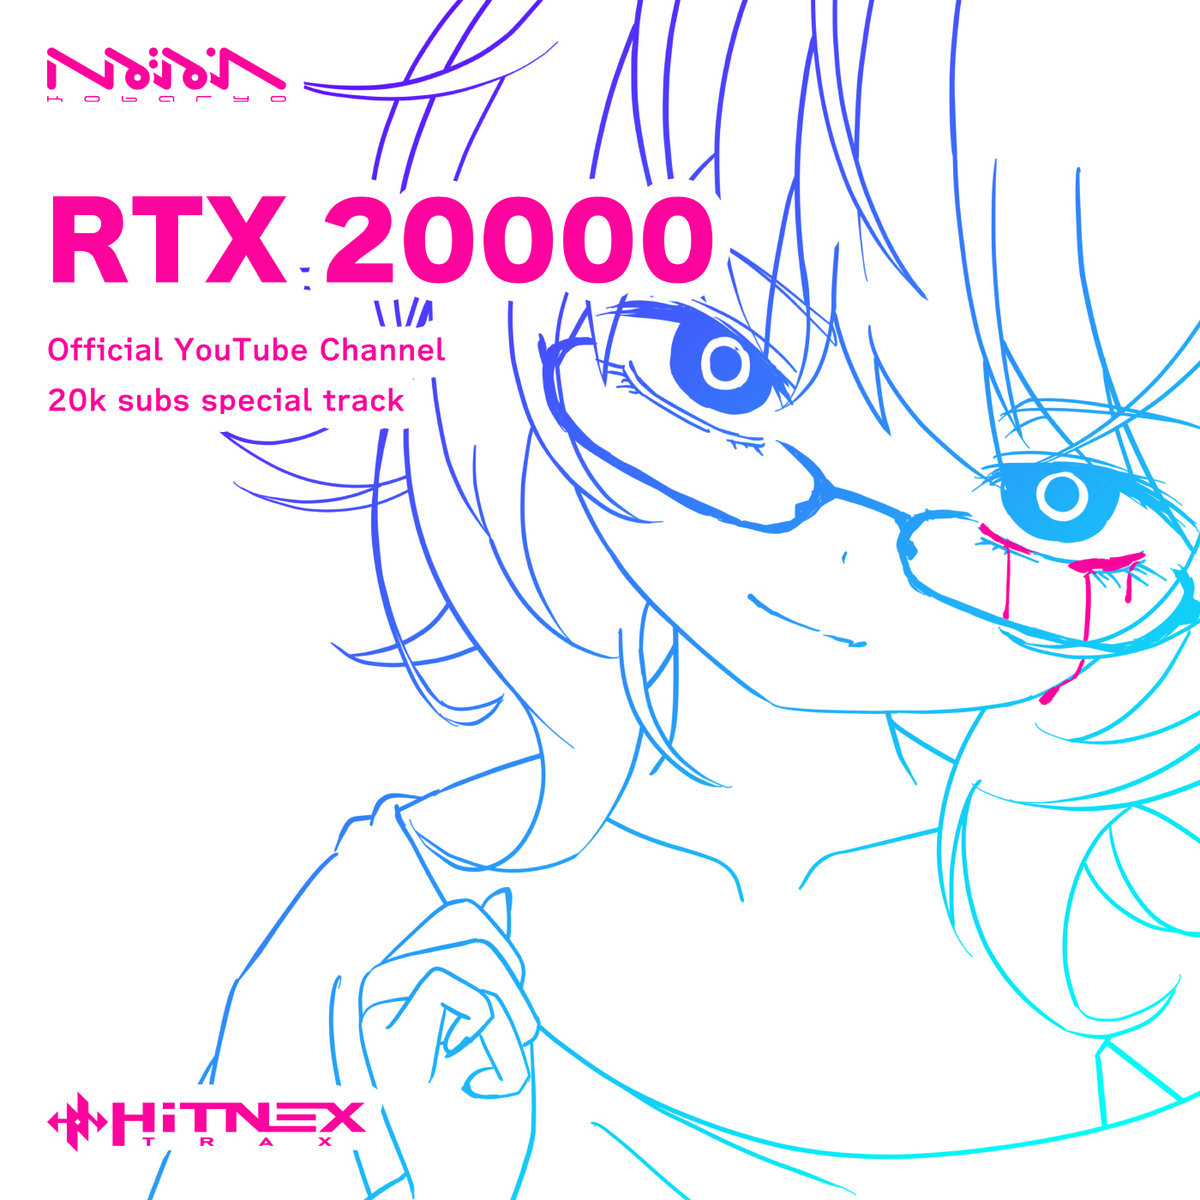 kobaryo
RTX 20000
Official YouTube Channel
20k subs special track
HiTNEX
TRAX